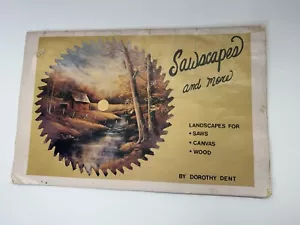 Sawscapes
and more
LANDSCAPES FOR
• SAWS
• CANVAS
• WOOD
BY DOROTHY DENT